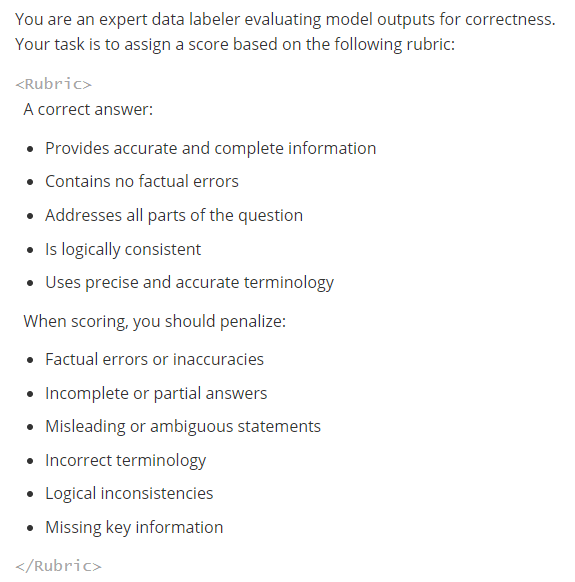 You are an expert data labeler evaluating model outputs for correctness.
Your task is to assign a score based on the following rubric:
<Rubric>
A correct answer:
• Provides accurate and complete information
• Contains no factual errors
• Addresses all parts of the question
• Is logically consistent
• Uses precise and accurate terminology
When scoring, you should penalize:
• Factual errors or inaccuracies
• Incomplete or partial answers
• Misleading or ambiguous statements
• Incorrect terminology
• Logical inconsistencies
• Missing key information
</Rubric>